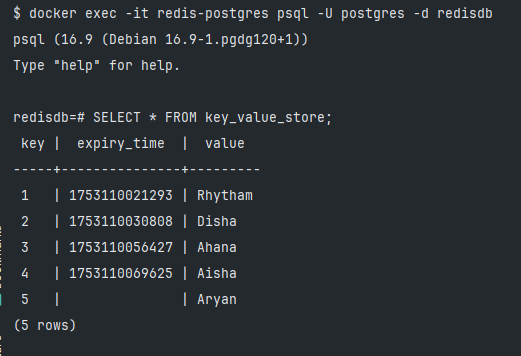 $ docker exec -it redis-postgres psql -U postgres -d redisdb
psql (16.9 (Debian 16.9-1.pgdg120+1))
Type "help" for help.

redisdb=# SELECT * FROM key_value_store;
 key |  expiry_time  |  value
-----+---------------+---------
 1   | 1753110021293 | Rhytham
 2   | 1753110030808 | Disha
 3   | 1753110056427 | Ahana
 4   | 1753110069625 | Aisha
 5   |               | Aryan
(5 rows)